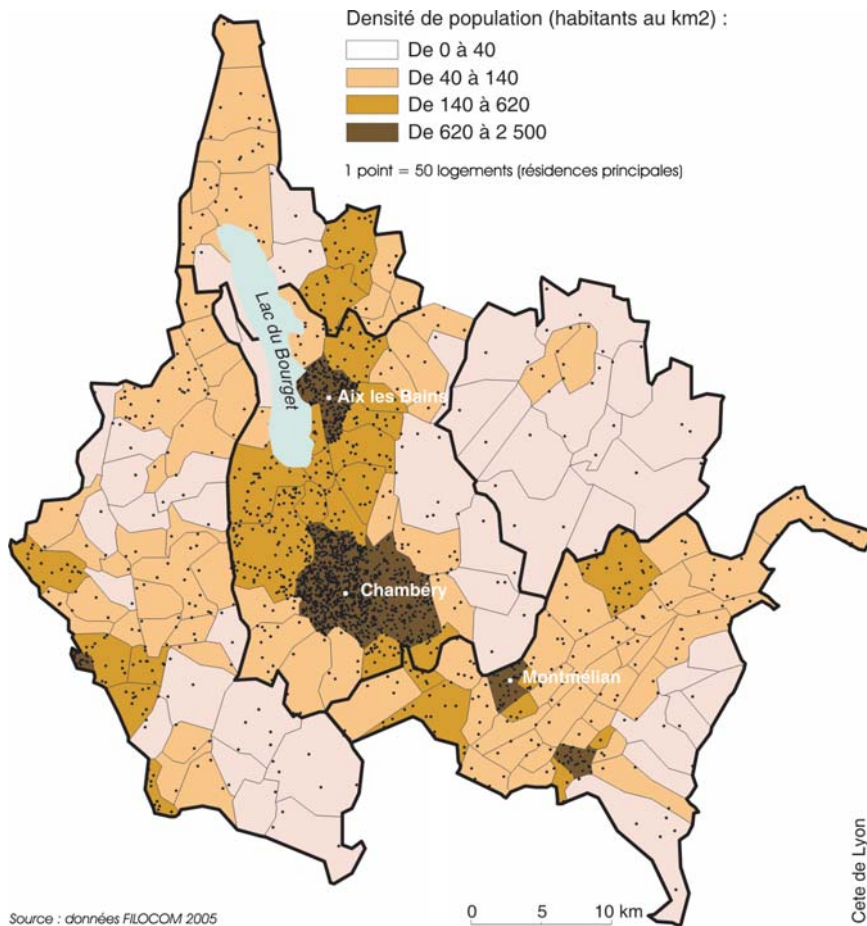 Densité de population (habitants au km2) :
De 0 à 40
De 40 à 140
De 140 à 620
De 620 à 2 500
1 point = 50 logements (résidences principales)
Lac du Bourget
Aix les Bains
Chambéry
Montmélian
Cete de Lyon
0 5 10 km
Source : données FILOCOM 2005